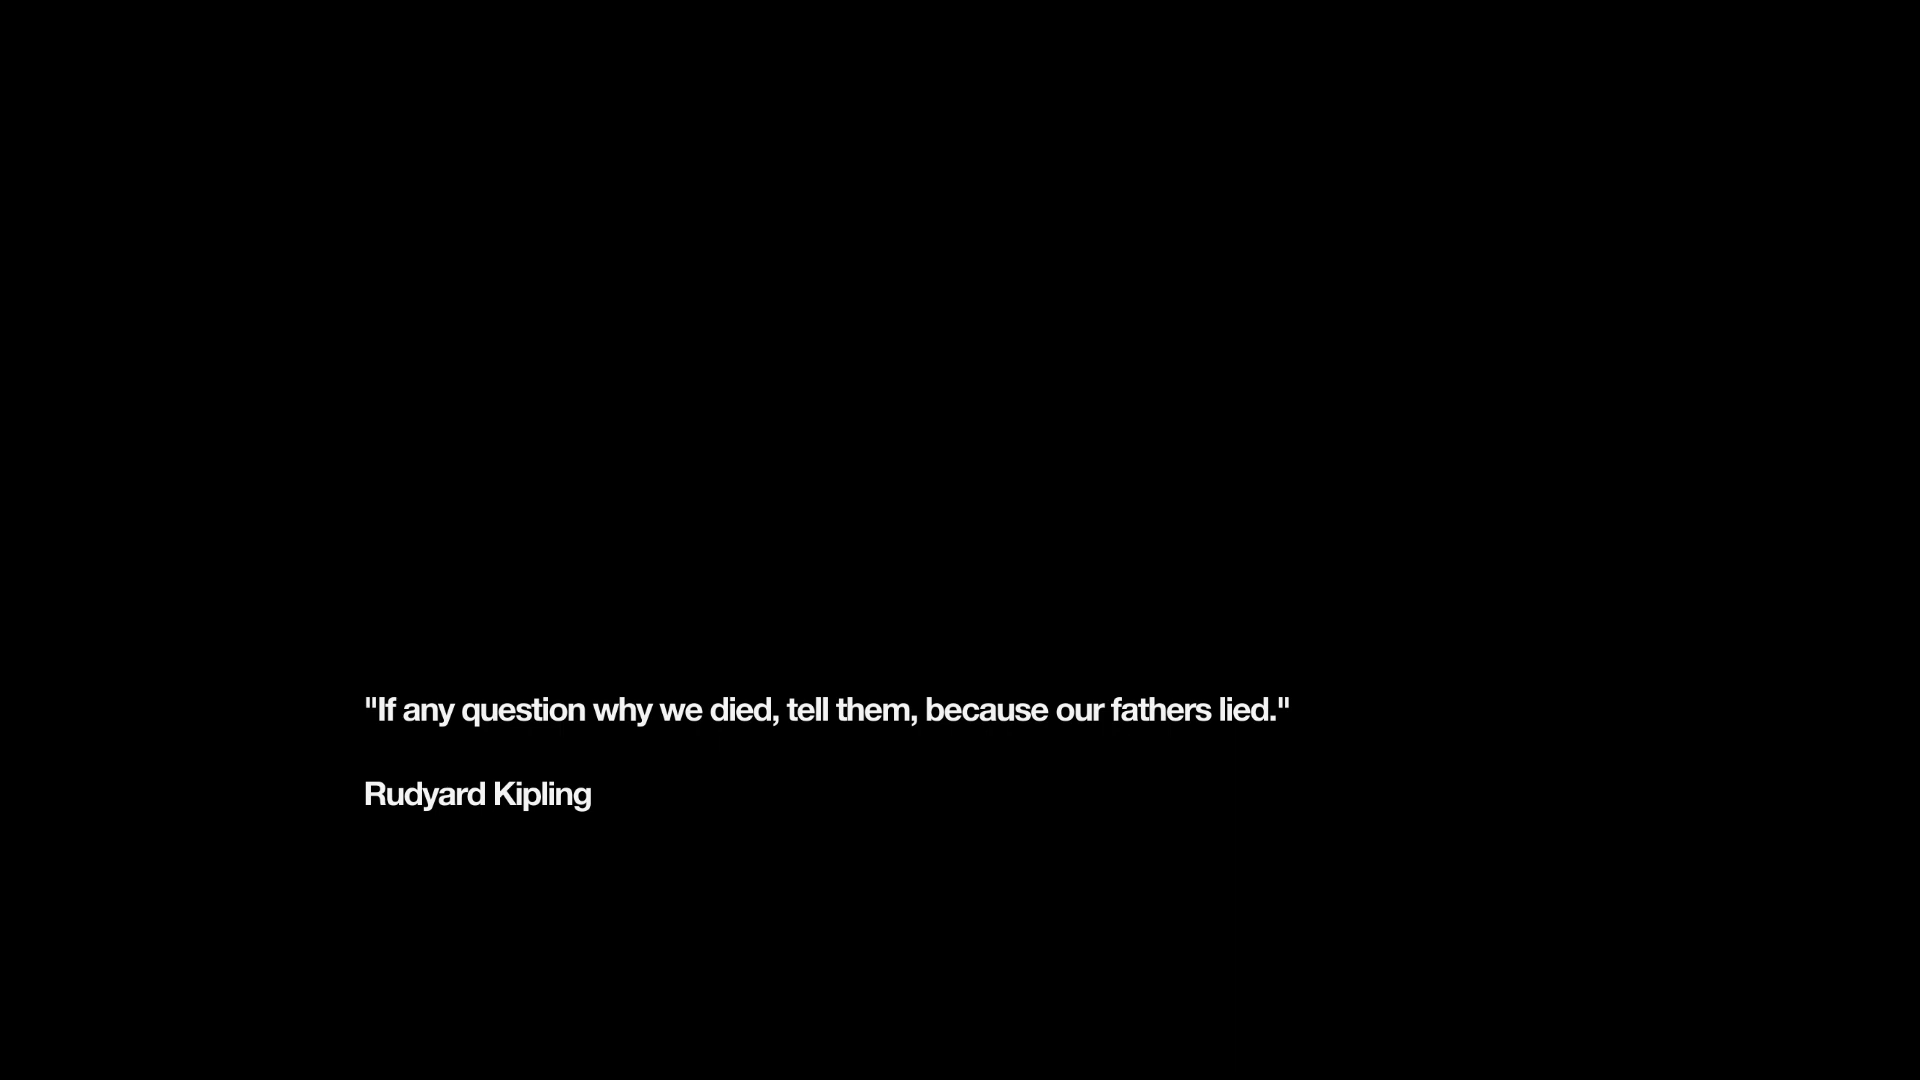 "If any question why we died, tell them, because our fathers lied."
Rudyard Kipling